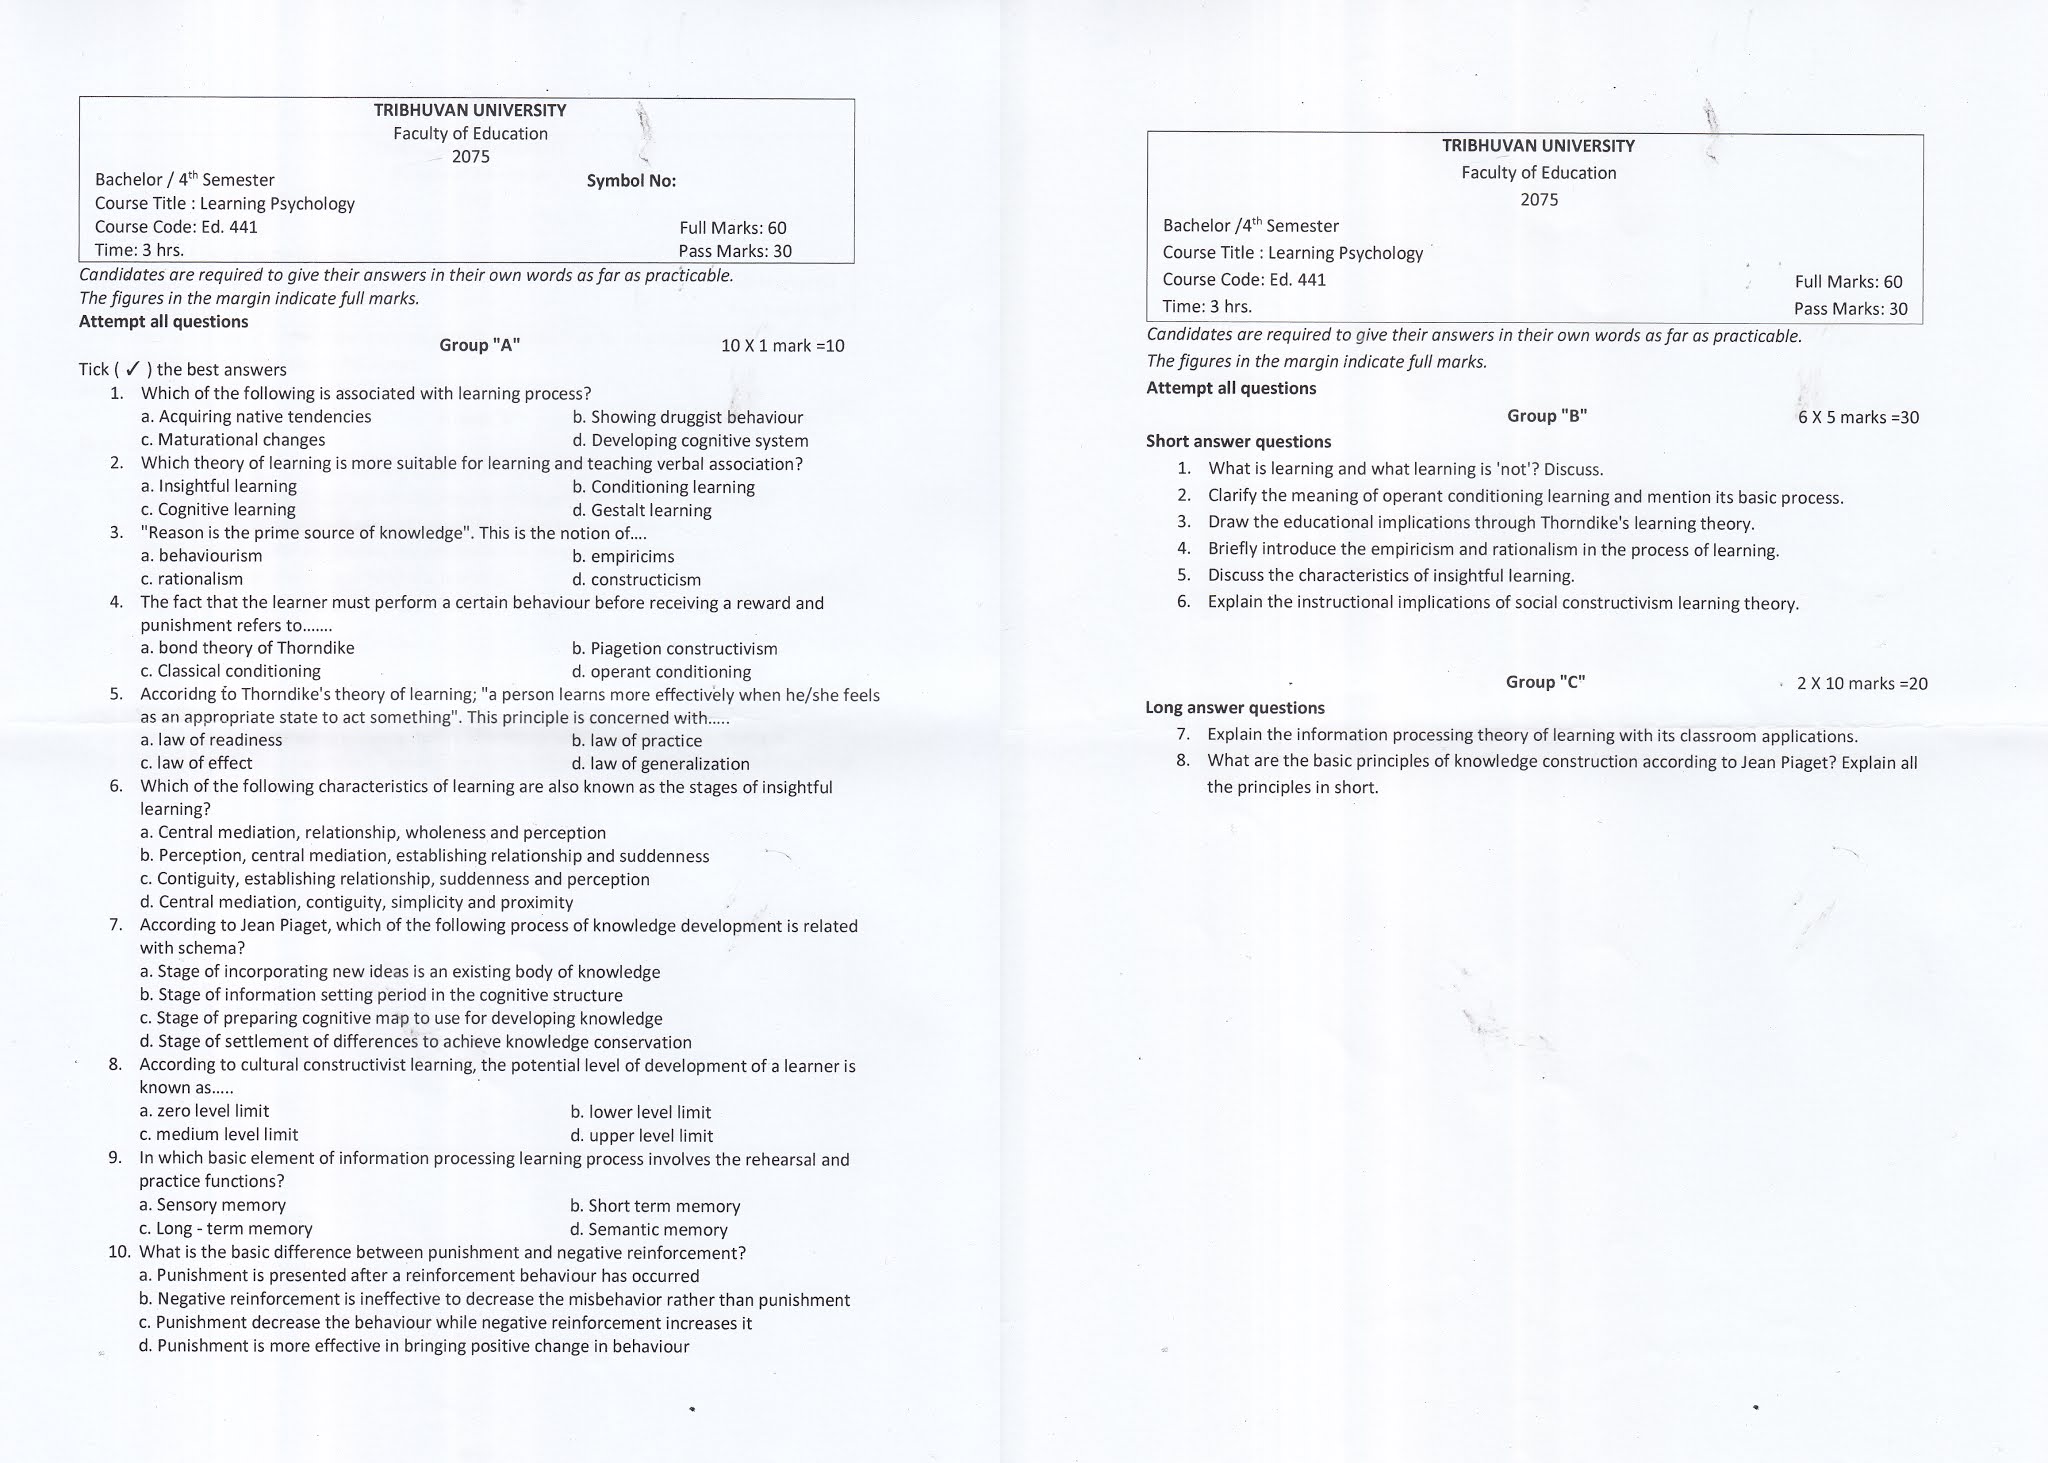 TRIBHUVAN UNIVERSITY
Faculty of Education
2075
Bachelor / 4th Semester Symbol No:
Course Title : Learning Psychology
Course Code: Ed. 441 Full Marks: 60
Time: 3 hrs. Pass Marks: 30
Candidates are required to give their answers in their own words as far as practicable.
The figures in the margin indicate full marks.
Attempt all questions
Group "A" 10 X 1 mark =10
Tick ( ✓ ) the best answers
1. Which of the following is associated with learning process?
a. Acquiring native tendencies b. Showing druggist behaviour
c. Maturational changes d. Developing cognitive system
2. Which theory of learning is more suitable for learning and teaching verbal association?
a. Insightful learning b. Conditioning learning
c. Cognitive learning d. Gestalt learning
3. "Reason is the prime source of knowledge". This is the notion of....
a. behaviourism b. empiricims
c. rationalism d. constructicism
4. The fact that the learner must perform a certain behaviour before receiving a reward and
punishment refers to.......
a. bond theory of Thorndike b. Piagetion constructivism
c. Classical conditioning d. operant conditioning
5. Accoridng to Thorndike's theory of learning; "a person learns more effectively when he/she feels
as an appropriate state to act something". This principle is concerned with.....
a. law of readiness b. law of practice
c. law of effect d. law of generalization
6. Which of the following characteristics of learning are also known as the stages of insightful
learning?
a. Central mediation, relationship, wholeness and perception
b. Perception, central mediation, establishing relationship and suddenness
c. Contiguity, establishing relationship, suddenness and perception
d. Central mediation, contiguity, simplicity and proximity
7. According to Jean Piaget, which of the following process of knowledge development is related
with schema?
a. Stage of incorporating new ideas is an existing body of knowledge
b. Stage of information setting period in the cognitive structure
c. Stage of preparing cognitive map to use for developing knowledge
d. Stage of settlement of differences to achieve knowledge conservation
8. According to cultural constructivist learning, the potential level of development of a learner is
known as.....
a. zero level limit b. lower level limit
c. medium level limit d. upper level limit
9. In which basic element of information processing learning process involves the rehearsal and
practice functions?
a. Sensory memory b. Short term memory
c. Long - term memory d. Semantic memory
10. What is the basic difference between punishment and negative reinforcement?
a. Punishment is presented after a reinforcement behaviour has occurred
b. Negative reinforcement is ineffective to decrease the misbehavior rather than punishment
c. Punishment decrease the behaviour while negative reinforcement increases it
d. Punishment is more effective in bringing positive change in behaviour
TRIBHUVAN UNIVERSITY
Faculty of Education
2075
Bachelor /4th Semester
Course Title : Learning Psychology
Course Code: Ed. 441 Full Marks: 60
Time: 3 hrs. Pass Marks: 30
Candidates are required to give their answers in their own words as far as practicable.
The figures in the margin indicate full marks.
Attempt all questions
Group "B" 6 X 5 marks =30
Short answer questions
1. What is learning and what learning is 'not'? Discuss.
2. Clarify the meaning of operant conditioning learning and mention its basic process.
3. Draw the educational implications through Thorndike's learning theory.
4. Briefly introduce the empiricism and rationalism in the process of learning.
5. Discuss the characteristics of insightful learning.
6. Explain the instructional implications of social constructivism learning theory.
Group "C" 2 X 10 marks =20
Long answer questions
7. Explain the information processing theory of learning with its classroom applications.
8. What are the basic principles of knowledge construction according to Jean Piaget? Explain all
the principles in short.